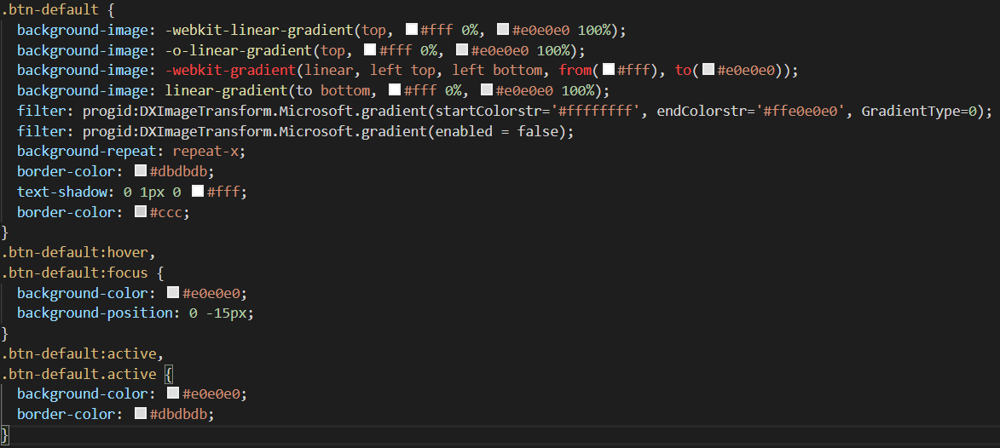 .btn-default {
  background-image: -webkit-linear-gradient(top, #fff 0%, #e0e0e0 100%);
  background-image: -o-linear-gradient(top, #fff 0%, #e0e0e0 100%);
  background-image: -webkit-gradient(linear, left top, left bottom, from(#fff), to(#e0e0e0));
  background-image: linear-gradient(to bottom, #fff 0%, #e0e0e0 100%);
  filter: progid:DXImageTransform.Microsoft.gradient(startColorstr='#ffffffff', endColorstr='#ffe0e0e0', GradientType=0);
  filter: progid:DXImageTransform.Microsoft.gradient(enabled = false);
  background-repeat: repeat-x;
  border-color: #dbdbdb;
  text-shadow: 0 1px 0 #fff;
  border-color: #ccc;
}
.btn-default:hover,
.btn-default:focus {
  background-color: #e0e0e0;
  background-position: 0 -15px;
}
.btn-default:active,
.btn-default.active {
  background-color: #e0e0e0;
  border-color: #dbdbdb;
}